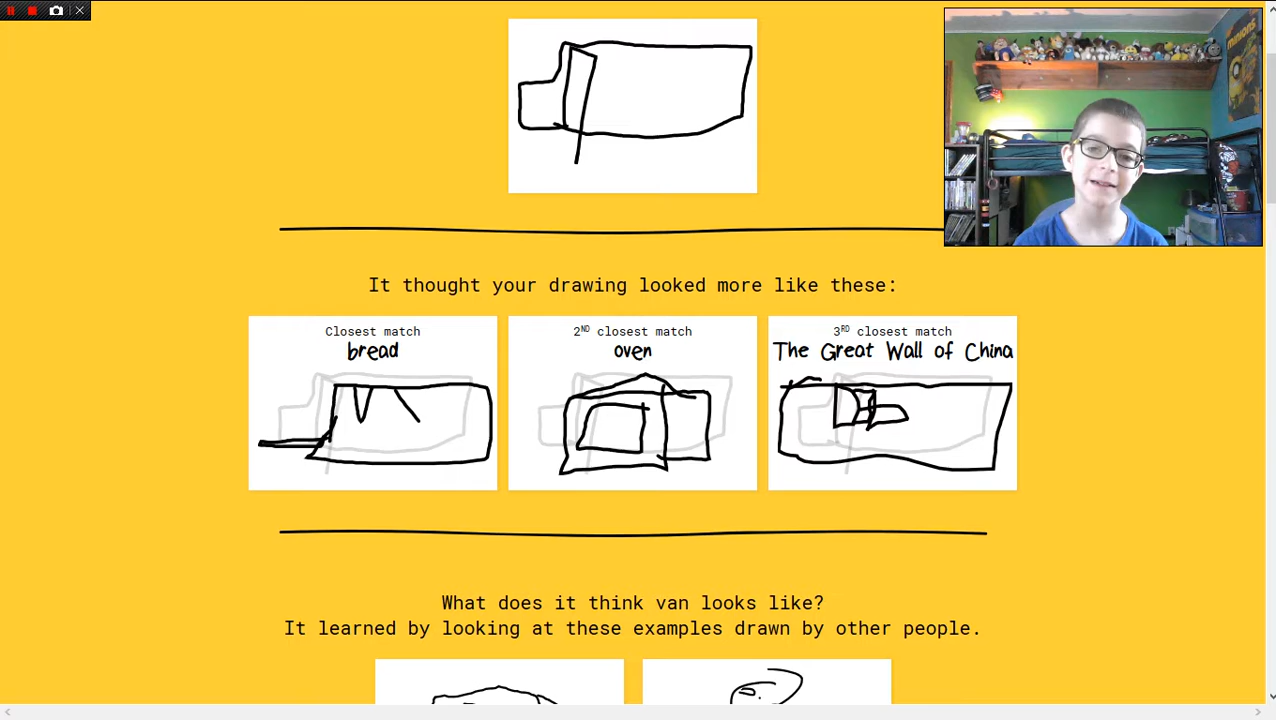 It thought your drawing looked more like these:
Closest match
bread
2ND closest match
oven
3RD closest match
The Great Wall of China
What does it think van looks like?
It learned by looking at these examples drawn by other people.